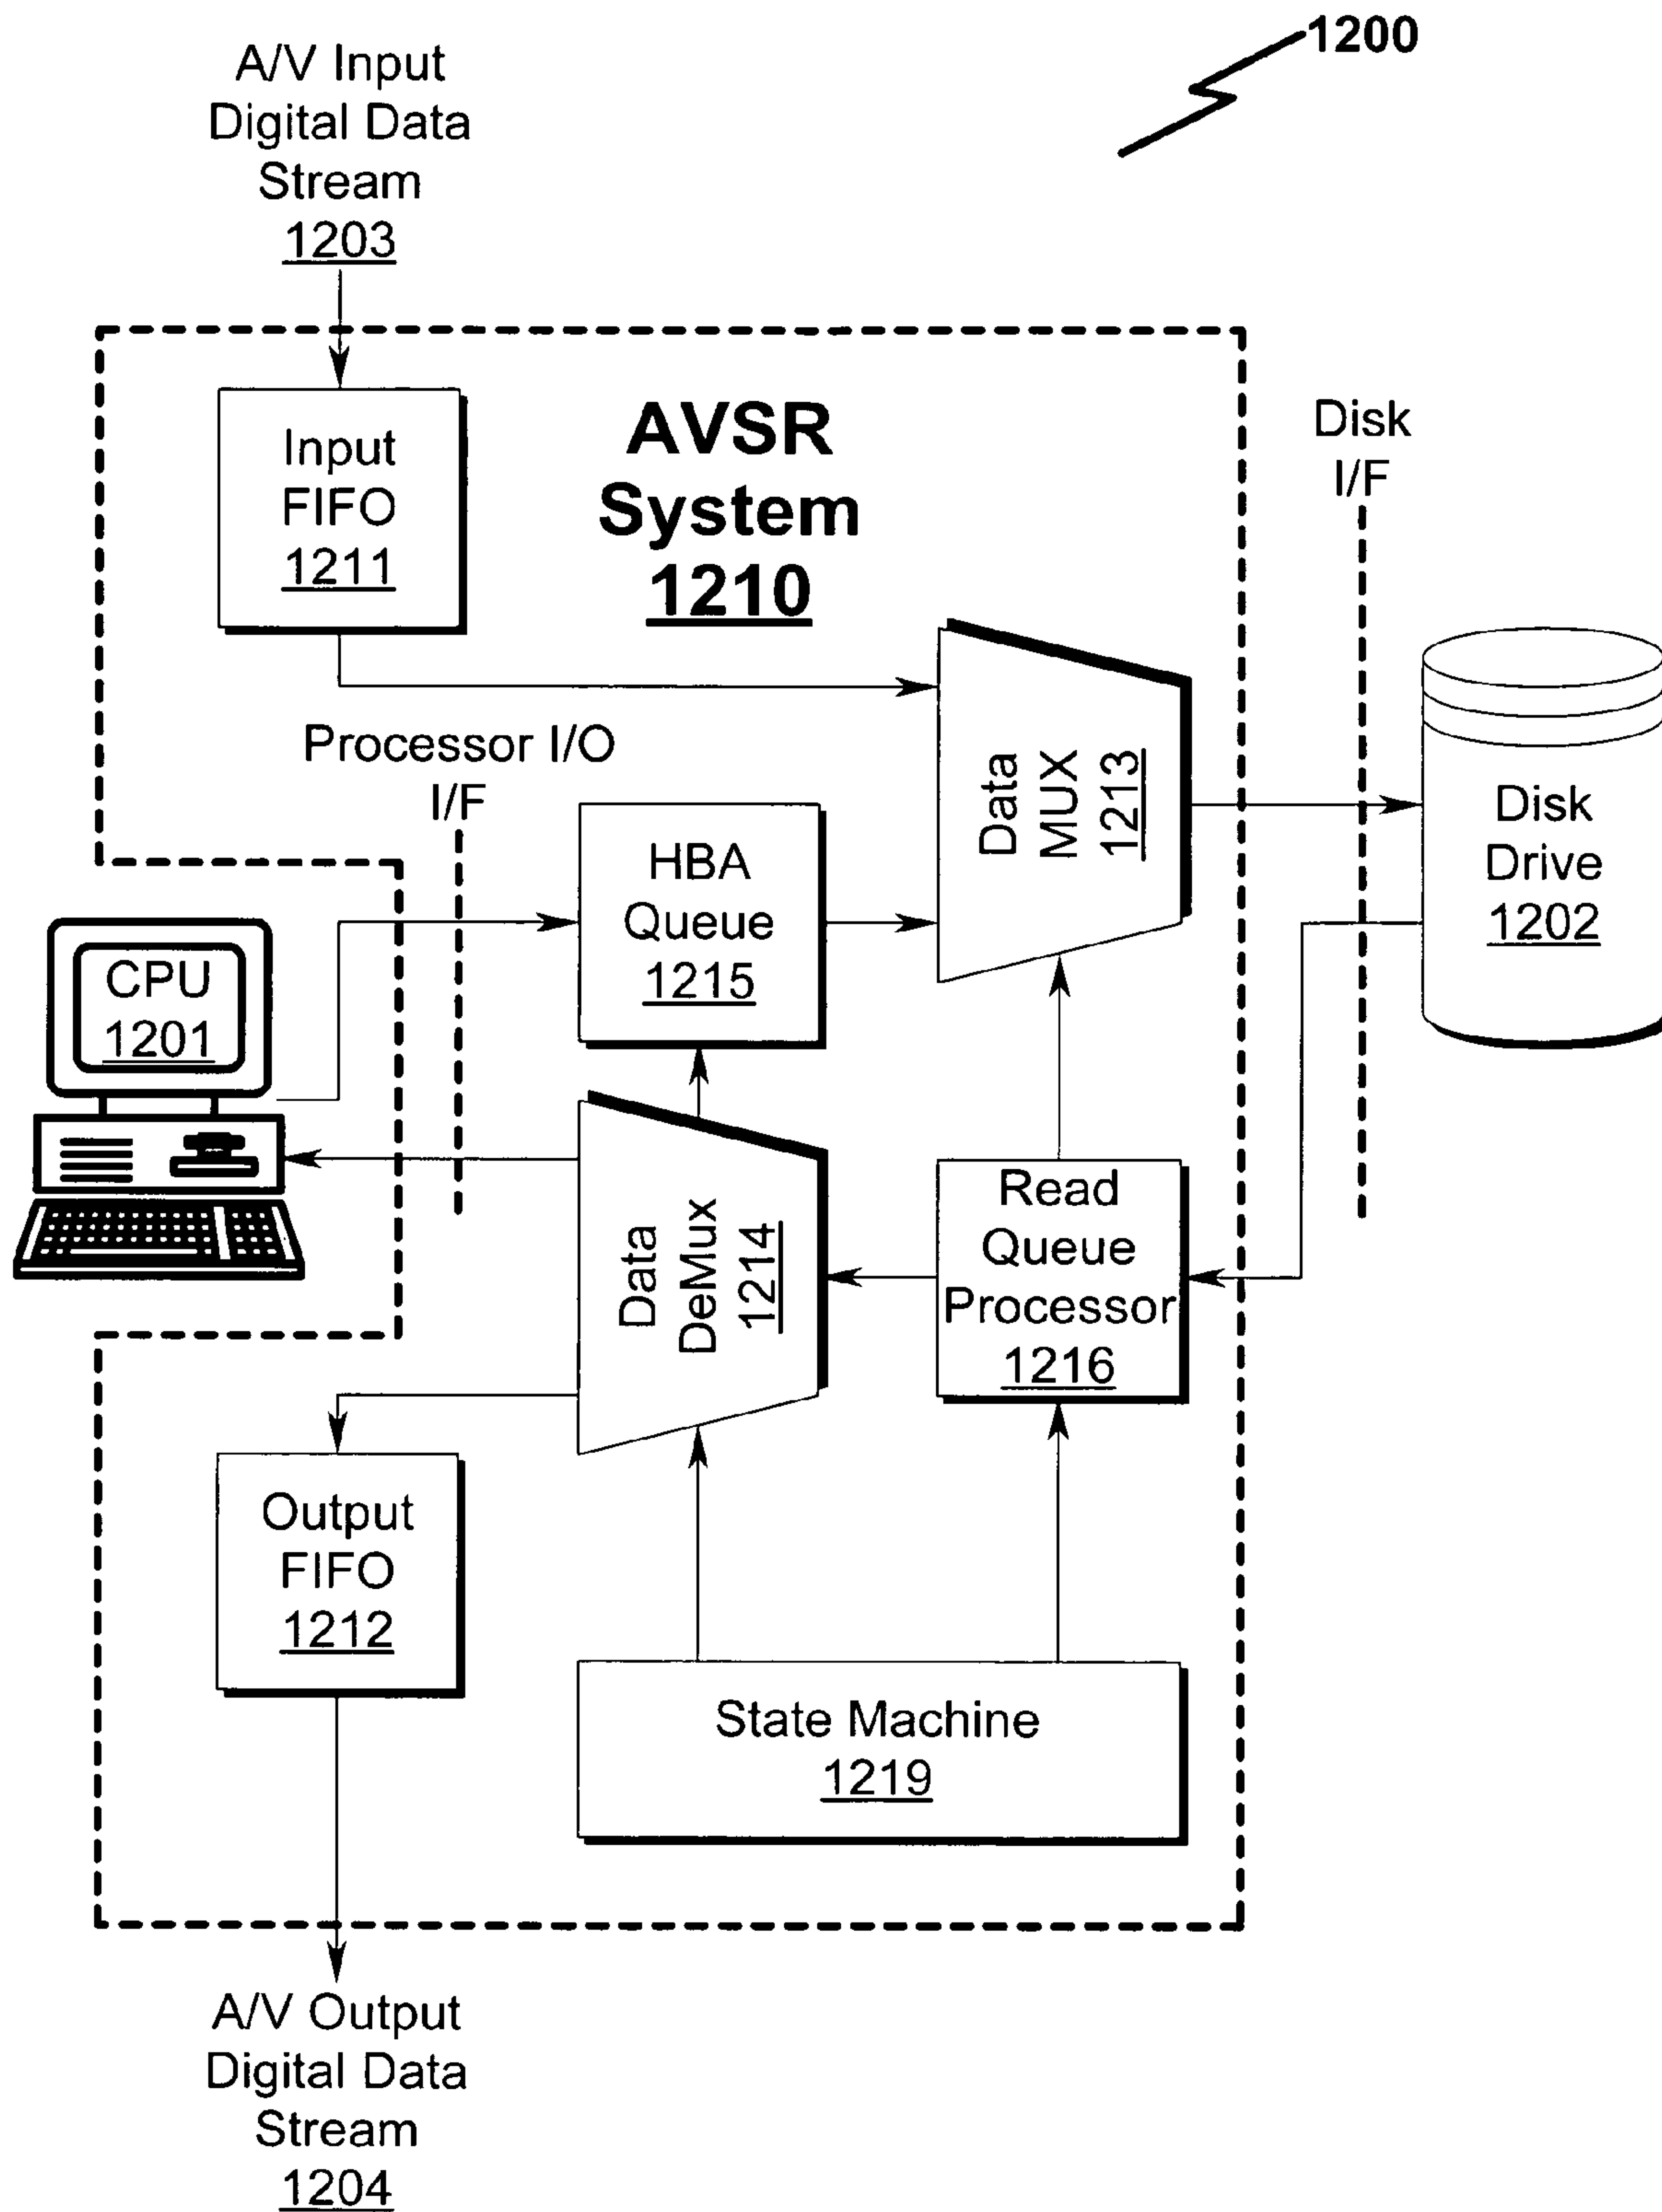 1200
A/V Input
Digital Data
Stream
1203
Input
FIFO
1211
AVSR
System
1210
Disk
I/F
Processor I/O
I/F
Data
MUX
1213
HBA
Queue
1215
Disk
Drive
1202
CPU
1201
Data
DeMux
1214
Read
Queue
Processor
1216
Output
FIFO
1212
State Machine
1219
A/V Output
Digital Data
Stream
1204